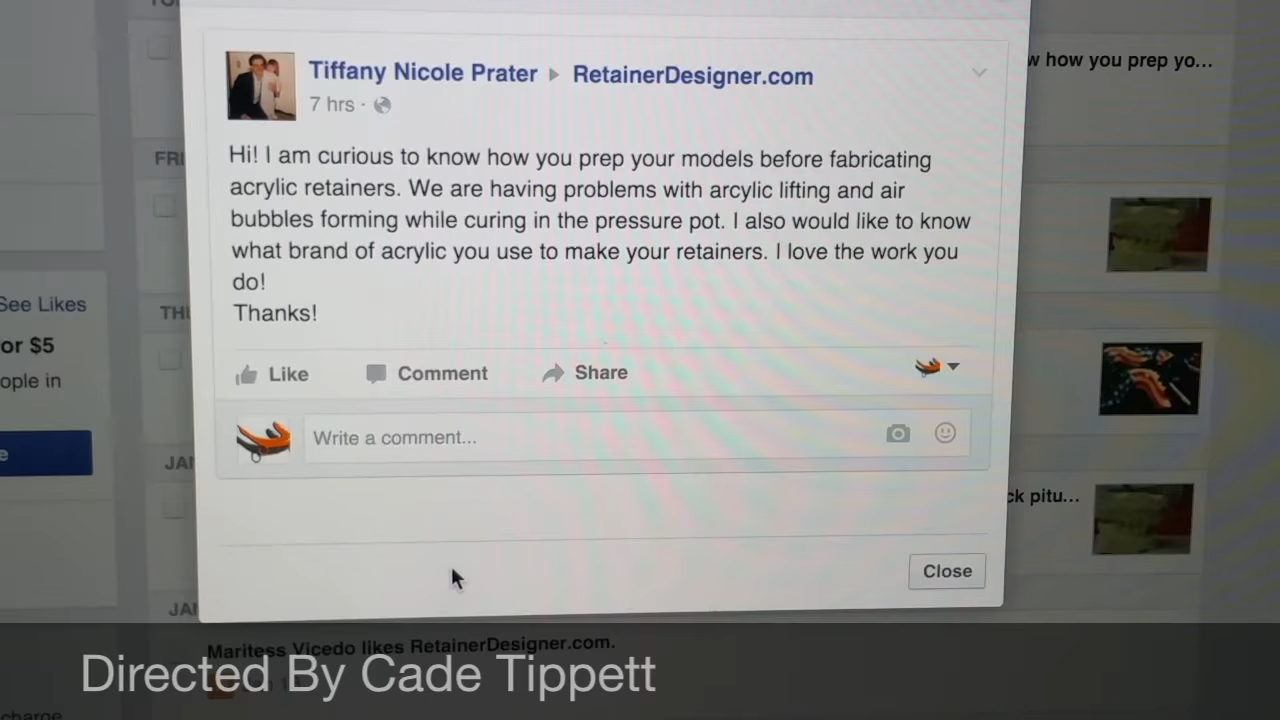 w how you prep yo...
Tiffany Nicole Prater ▸ RetainerDesigner.com
7 hrs ·
FRI
Hi! I am curious to know how you prep your models before fabricating
acrylic retainers. We are having problems with arcylic lifting and air
bubbles forming while curing in the pressure pot. I also would like to know
what brand of acrylic you use to make your retainers. I love the work you
do!
Thanks!
See Likes
or $5
ople in
e
THU
Like Comment Share
Write a comment...
JAN
ck pitu...
Close
JAN
Maritess Vicedo likes RetainerDesigner.com.
Directed By Cade Tippett
charge